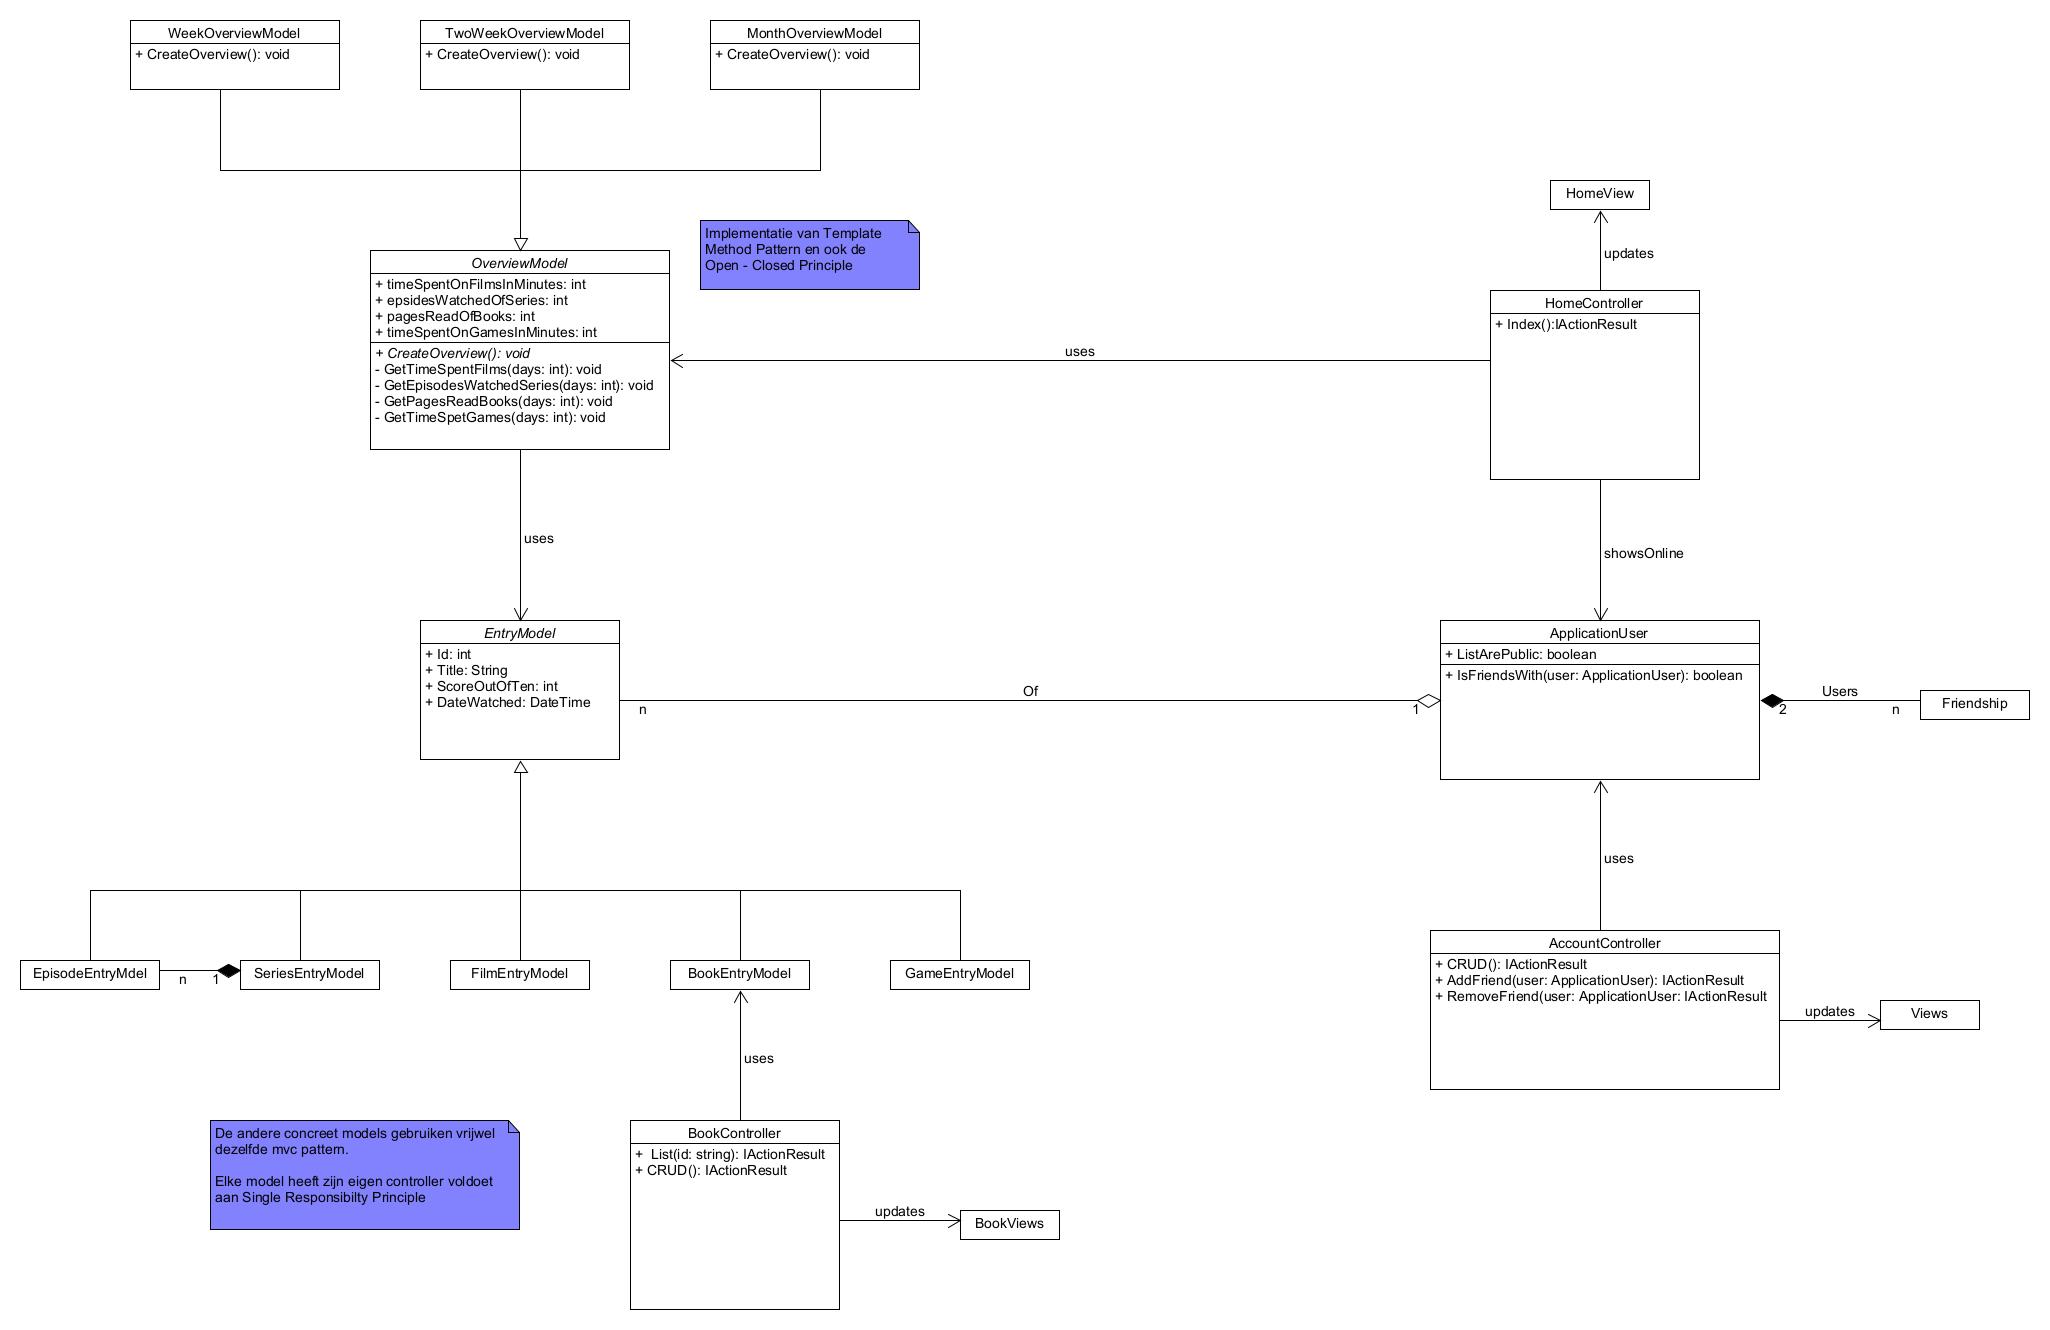 WeekOverviewModel
+ CreateOverview(): void
TwoWeekOverviewModel
+ CreateOverview(): void
MonthOverviewModel
+ CreateOverview(): void
HomeView
updates
Implementatie van Template
Method Pattern en ook de
Open - Closed Principle
OverviewModel
+ timeSpentOnFilmsInMinutes: int
+ epsidesWatchedOfSeries: int
+ pagesReadOfBooks: int
+ timeSpentOnGamesInMinutes: int
+ CreateOverview(): void
- GetTimeSpentFilms(days: int): void
- GetEpisodesWatchedSeries(days: int): void
- GetPagesReadBooks(days: int): void
- GetTimeSpetGames(days: int): void
uses
HomeController
+ Index():IActionResult
uses
showsOnline
EntryModel
+ Id: int
+ Title: String
+ ScoreOutOfTen: int
+ DateWatched: DateTime
n
Of
1
ApplicationUser
+ ListArePublic: boolean
+ IsFriendsWith(user: ApplicationUser): boolean
2
Users
n
Friendship
uses
EpisodeEntryMdel
n
1
SeriesEntryModel
FilmEntryModel
BookEntryModel
GameEntryModel
AccountController
+ CRUD(): IActionResult
+ AddFriend(user: ApplicationUser): IActionResult
+ RemoveFriend(user: ApplicationUser: IActionResult
updates
Views
uses
De andere concreet models gebruiken vrijwel
dezelfde mvc pattern.
Elke model heeft zijn eigen controller voldoet
aan Single Responsibilty Principle
BookController
+  List(id: string): IActionResult
+ CRUD(): IActionResult
updates
BookViews